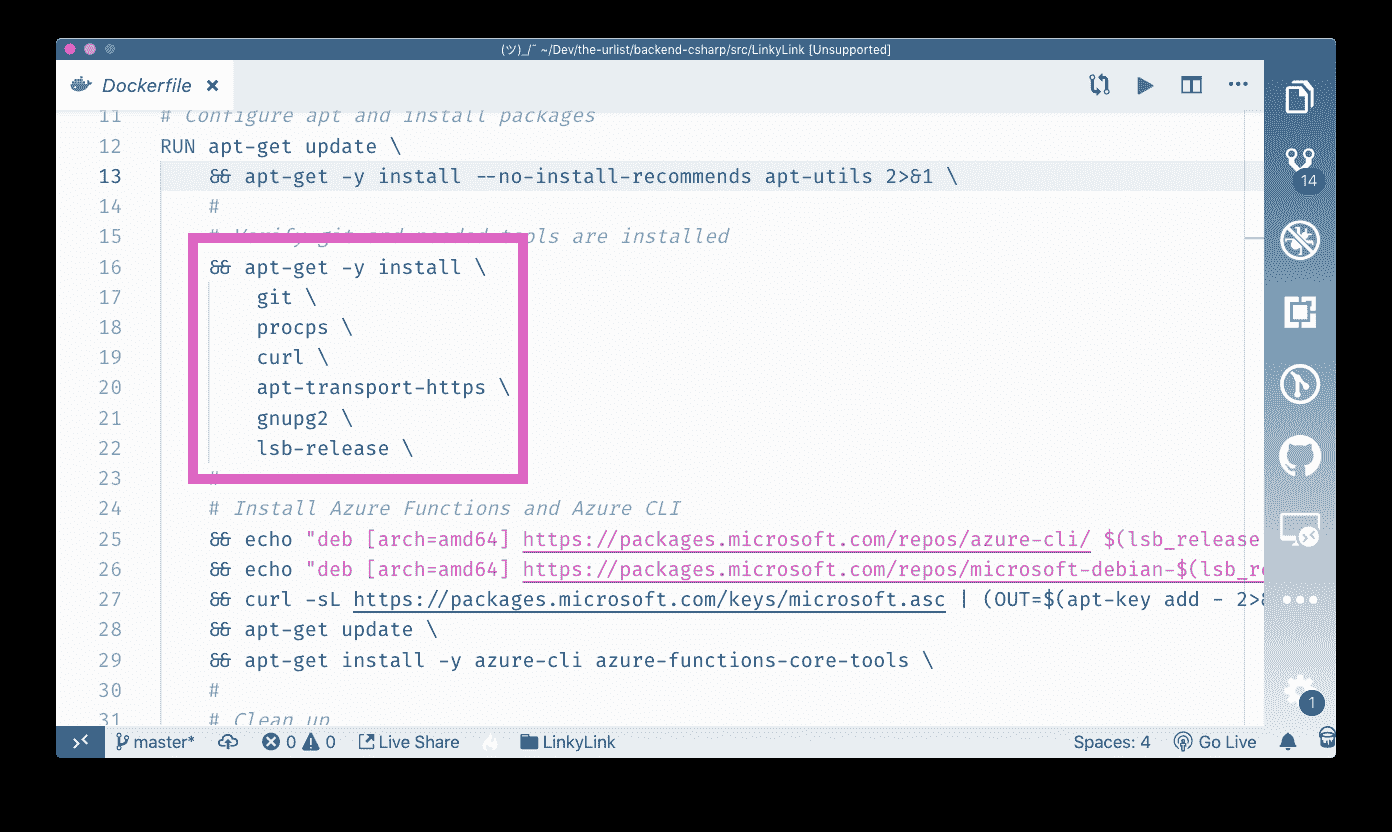 (ツ)_/¯ ~/Dev/the-urlist/backend-csharp/src/LinkyLink [Unsupported]
Dockerfile
11 # Configure apt and install packages
12 RUN apt-get update \
13 && apt-get -y install --no-install-recommends apt-utils 2>&1 \
14 #
15 # Verify git and needed tools are installed
16 && apt-get -y install \
17 git \
18 procps \
19 curl \
20 apt-transport-https \
21 gnupg2 \
22 lsb-release \
23 #
24 # Install Azure Functions and Azure CLI
25 && echo "deb [arch=amd64] https://packages.microsoft.com/repos/azure-cli/ $(lsb_release
26 && echo "deb [arch=amd64] https://packages.microsoft.com/repos/microsoft-debian-$(lsb_re
27 && curl -sL https://packages.microsoft.com/keys/microsoft.asc | (OUT=$(apt-key add - 2>&
28 && apt-get update \
29 && apt-get install -y azure-cli azure-functions-core-tools \
30 #
31 # Clean up
14
1
master* 0 0 Live Share LinkyLink Spaces: 4 Go Live